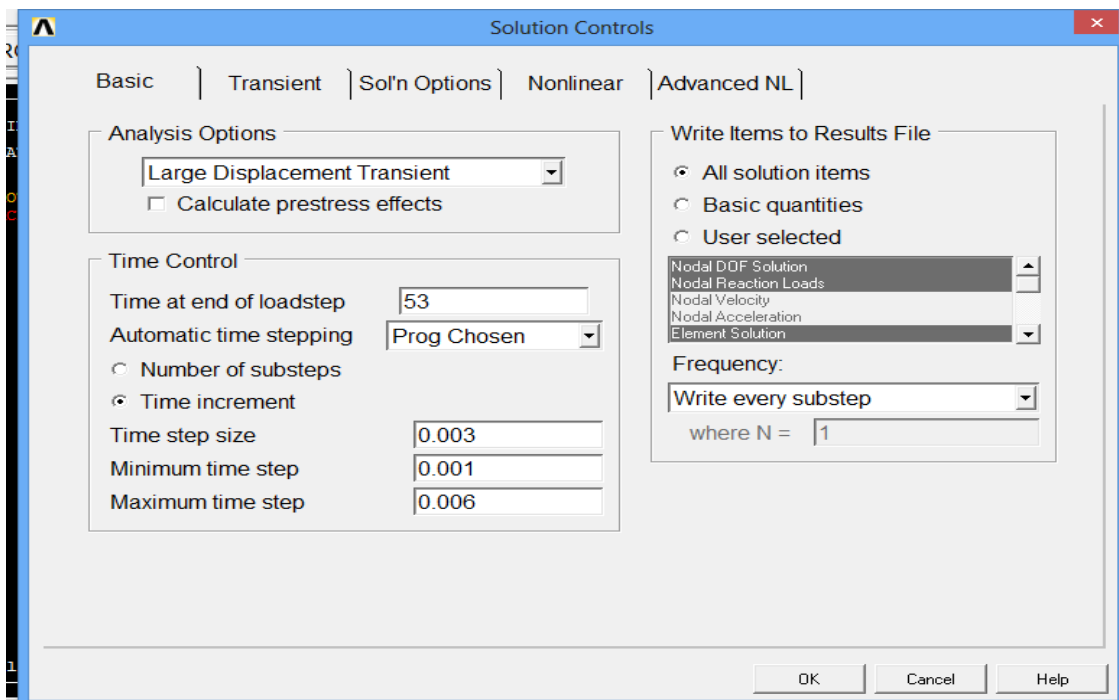 Solution Controls
Basic
Transient
Sol'n Options
Nonlinear
Advanced NL
Analysis Options
Large Displacement Transient
Calculate prestress effects
Time Control
Time at end of loadstep 53
Automatic time stepping Prog Chosen
Number of substeps
Time increment
Time step size 0.003
Minimum time step 0.001
Maximum time step 0.006
Write Items to Results File
All solution items
Basic quantities
User selected
Nodal DOF Solution
Nodal Reaction Loads
Nodal Velocity
Nodal Acceleration
Element Solution
Frequency:
Write every substep
where N = 1
OK
Cancel
Help